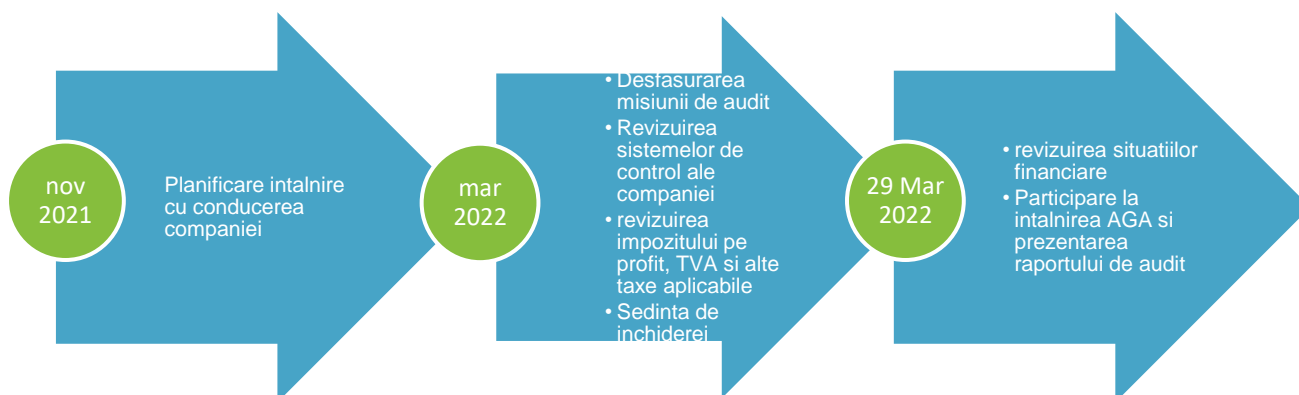 nov
2021
Planificare intalnire
cu conducerea
companiei
mar
2022
• Desfasurarea
misiunii de audit
• Revizuirea
sistemelor de
control ale
companiei
• revizuirea
impozitului pe
profit, TVA si alte
taxe aplicabile
• Sedinta de
inchiderei
29 Mar
2022
• revizuirea situatiilor
financiare
• Participare la
intalnirea AGA si
prezentarea
raportului de audit